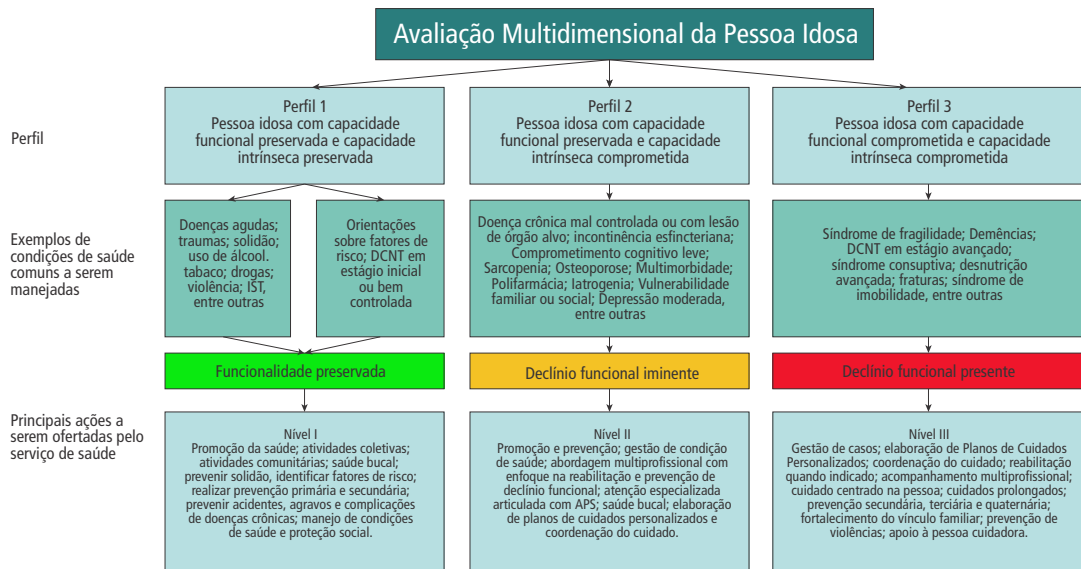 Avaliação Multidimensional da Pessoa Idosa
Perfil
Perfil 1
Pessoa idosa com capacidade
funcional preservada e capacidade
intrínseca preservada
Perfil 2
Pessoa idosa com capacidade
funcional preservada e capacidade
intrínseca comprometida
Perfil 3
Pessoa idosa com capacidade
funcional comprometida e capacidade
intrínseca comprometida
Exemplos de
condições de saúde
comuns a serem
manejadas
Doenças agudas;
traumas; solidão;
uso de álcool.
tabaco; drogas;
violência; IST,
entre outras
Orientações
sobre fatores de
risco; DCNT em
estágio inicial
ou bem
controlada
Doença crônica mal controlada ou com lesão
de órgão alvo; incontinência esfincteriana;
Comprometimento cognitivo leve;
Sarcopenia; Osteoporose; Multimorbidade;
Polifarmácia; Iatrogenia; Vulnerabilidade
familiar ou social; Depressão moderada,
entre outras
Síndrome de fragilidade; Demências;
DCNT em estágio avançado;
síndrome consuptiva; desnutrição
avançada; fraturas; síndrome de
imobilidade, entre outras
Funcionalidade preservada
Declínio funcional iminente
Declínio funcional presente
Principais ações a
serem ofertadas pelo
serviço de saúde
Nível I
Promoção da saúde; atividades coletivas;
atividades comunitárias; saúde bucal;
prevenir solidão, identificar fatores de risco;
realizar prevenção primária e secundária;
prevenir acidentes, agravos e complicações
de doenças crônicas; manejo de condições
de saúde e proteção social.
Nível II
Promoção e prevenção; gestão de condição
de saúde; abordagem multiprofissional com
enfoque na reabilitação e prevenção de
declínio funcional; atenção especializada
articulada com APS; saúde bucal; elaboração
de planos de cuidados personalizados e
coordenação do cuidado.
Nível III
Gestão de casos; elaboração de Planos de Cuidados
Personalizados; coordenação do cuidado; reabilitação
quando indicado; acompanhamento multiprofissional;
cuidado centrado na pessoa; cuidados prolongados;
prevenção secundária, terciária e quaternária;
fortalecimento do vínculo familiar; prevenção de
violências; apoio à pessoa cuidadora.